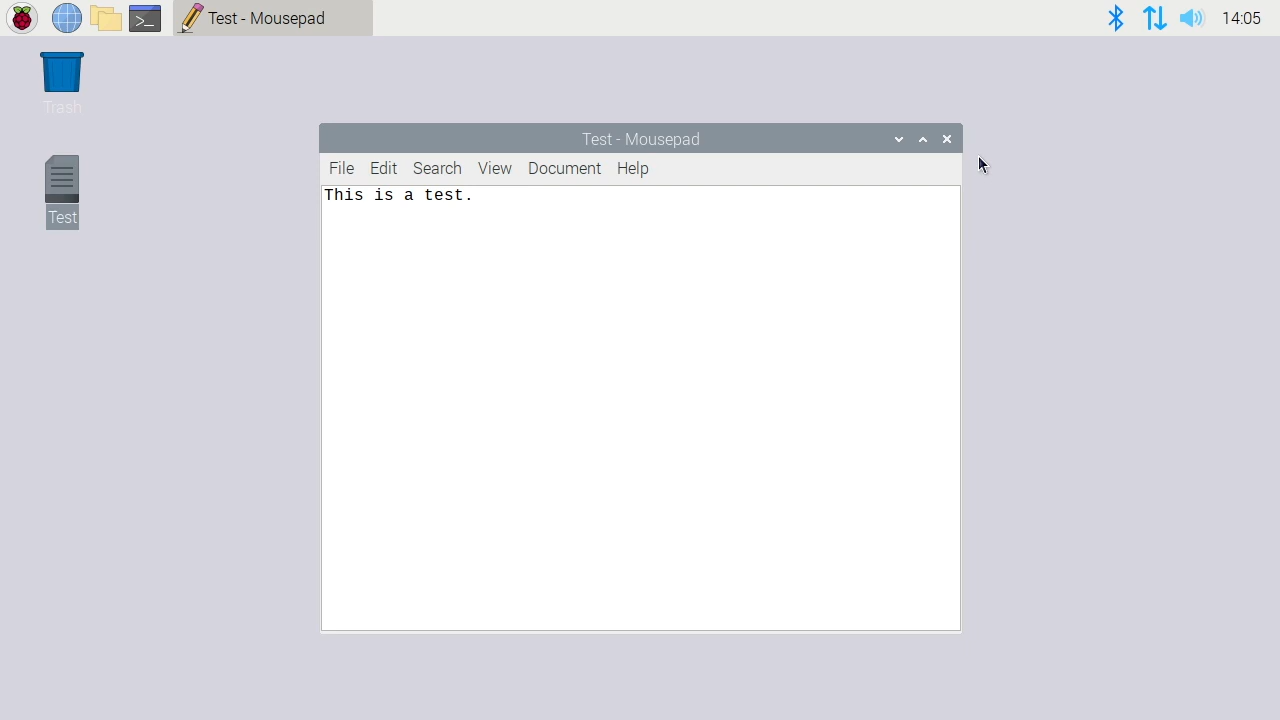 Test - Mousepad 14:05
Trash
Test - Mousepad
File Edit Search View Document Help
This is a test.
Test